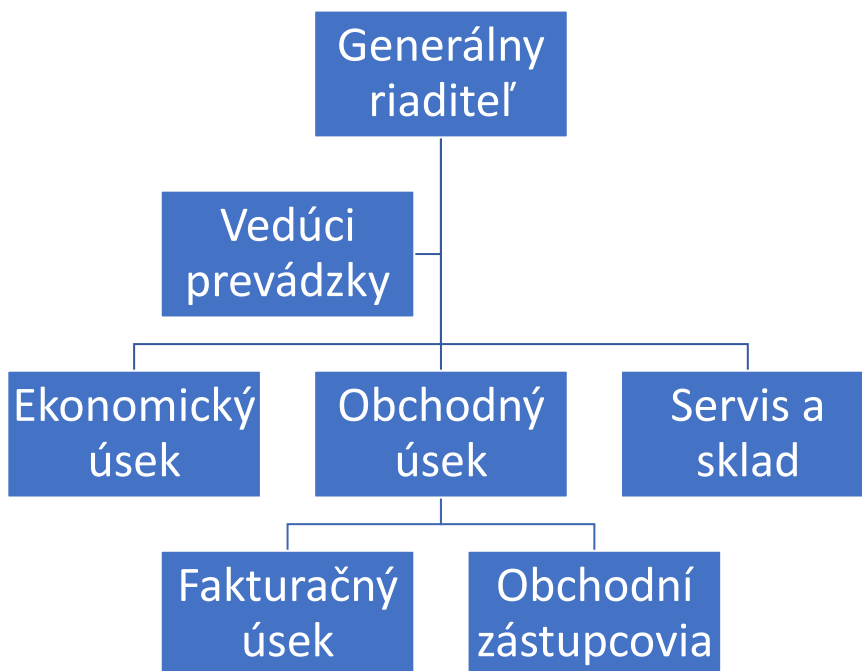 Generálny
riaditeľ
Vedúci
prevádzky
Ekonomický
úsek
Obchodný
úsek
Servis a
sklad
Fakturačný
úsek
Obchodní
zástupcovia